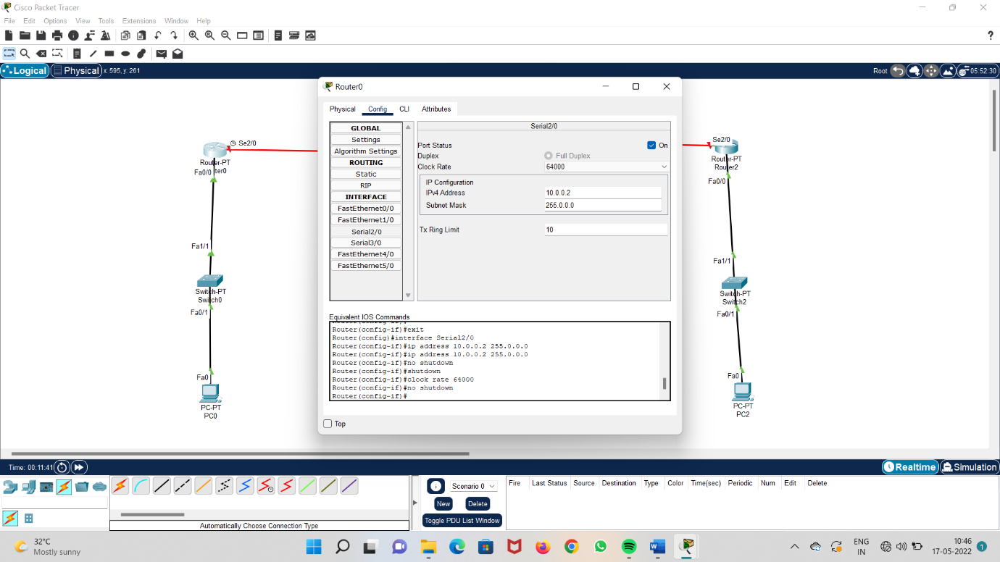 Cisco Packet Tracer
File Edit Options View Tools Extensions Window Help
?
Logical Physical x: 595, y: 261 Root 05:52:30
Router0
Physical Config CLI Attributes
GLOBAL
Settings
Algorithm Settings
ROUTING
Static
RIP
INTERFACE
FastEthernet0/0
FastEthernet1/0
Serial2/0
Serial3/0
FastEthernet4/0
FastEthernet5/0
Serial2/0
Port Status On
Duplex Full Duplex
Clock Rate 64000
IP Configuration
IPv4 Address 10.0.0.2
Subnet Mask 255.0.0.0
Tx Ring Limit 10
Equivalent IOS Commands
Router(config-if)#exit
Router(config)#interface Serial2/0
Router(config-if)#ip address 10.0.0.2 255.0.0.0
Router(config-if)#ip address 10.0.0.2 255.0.0.0
Router(config-if)#no shutdown
Router(config-if)#shutdown
Router(config-if)#clock rate 64000
Router(config-if)#no shutdown
Router(config-if)#
Top
Se2/0
Router-PT
Fa0/0 ter0
Fa1/1
Switch-PT
Switch0
Fa0/1
Fa0
PC-PT
PC0
Se2/0
Router-PT
Router2
Fa0/0
Fa1/1
Switch-PT
Switch2
Fa0/1
Fa0
PC-PT
PC2
Time: 00:11:41 Realtime Simulation
Automatically Choose Connection Type
Scenario 0
New Delete
Toggle PDU List Window
Fire Last Status Source Destination Type Color Time(sec) Periodic Num Edit Delete
32°C
Mostly sunny
ENG
IN
10:46
17-05-2022
1